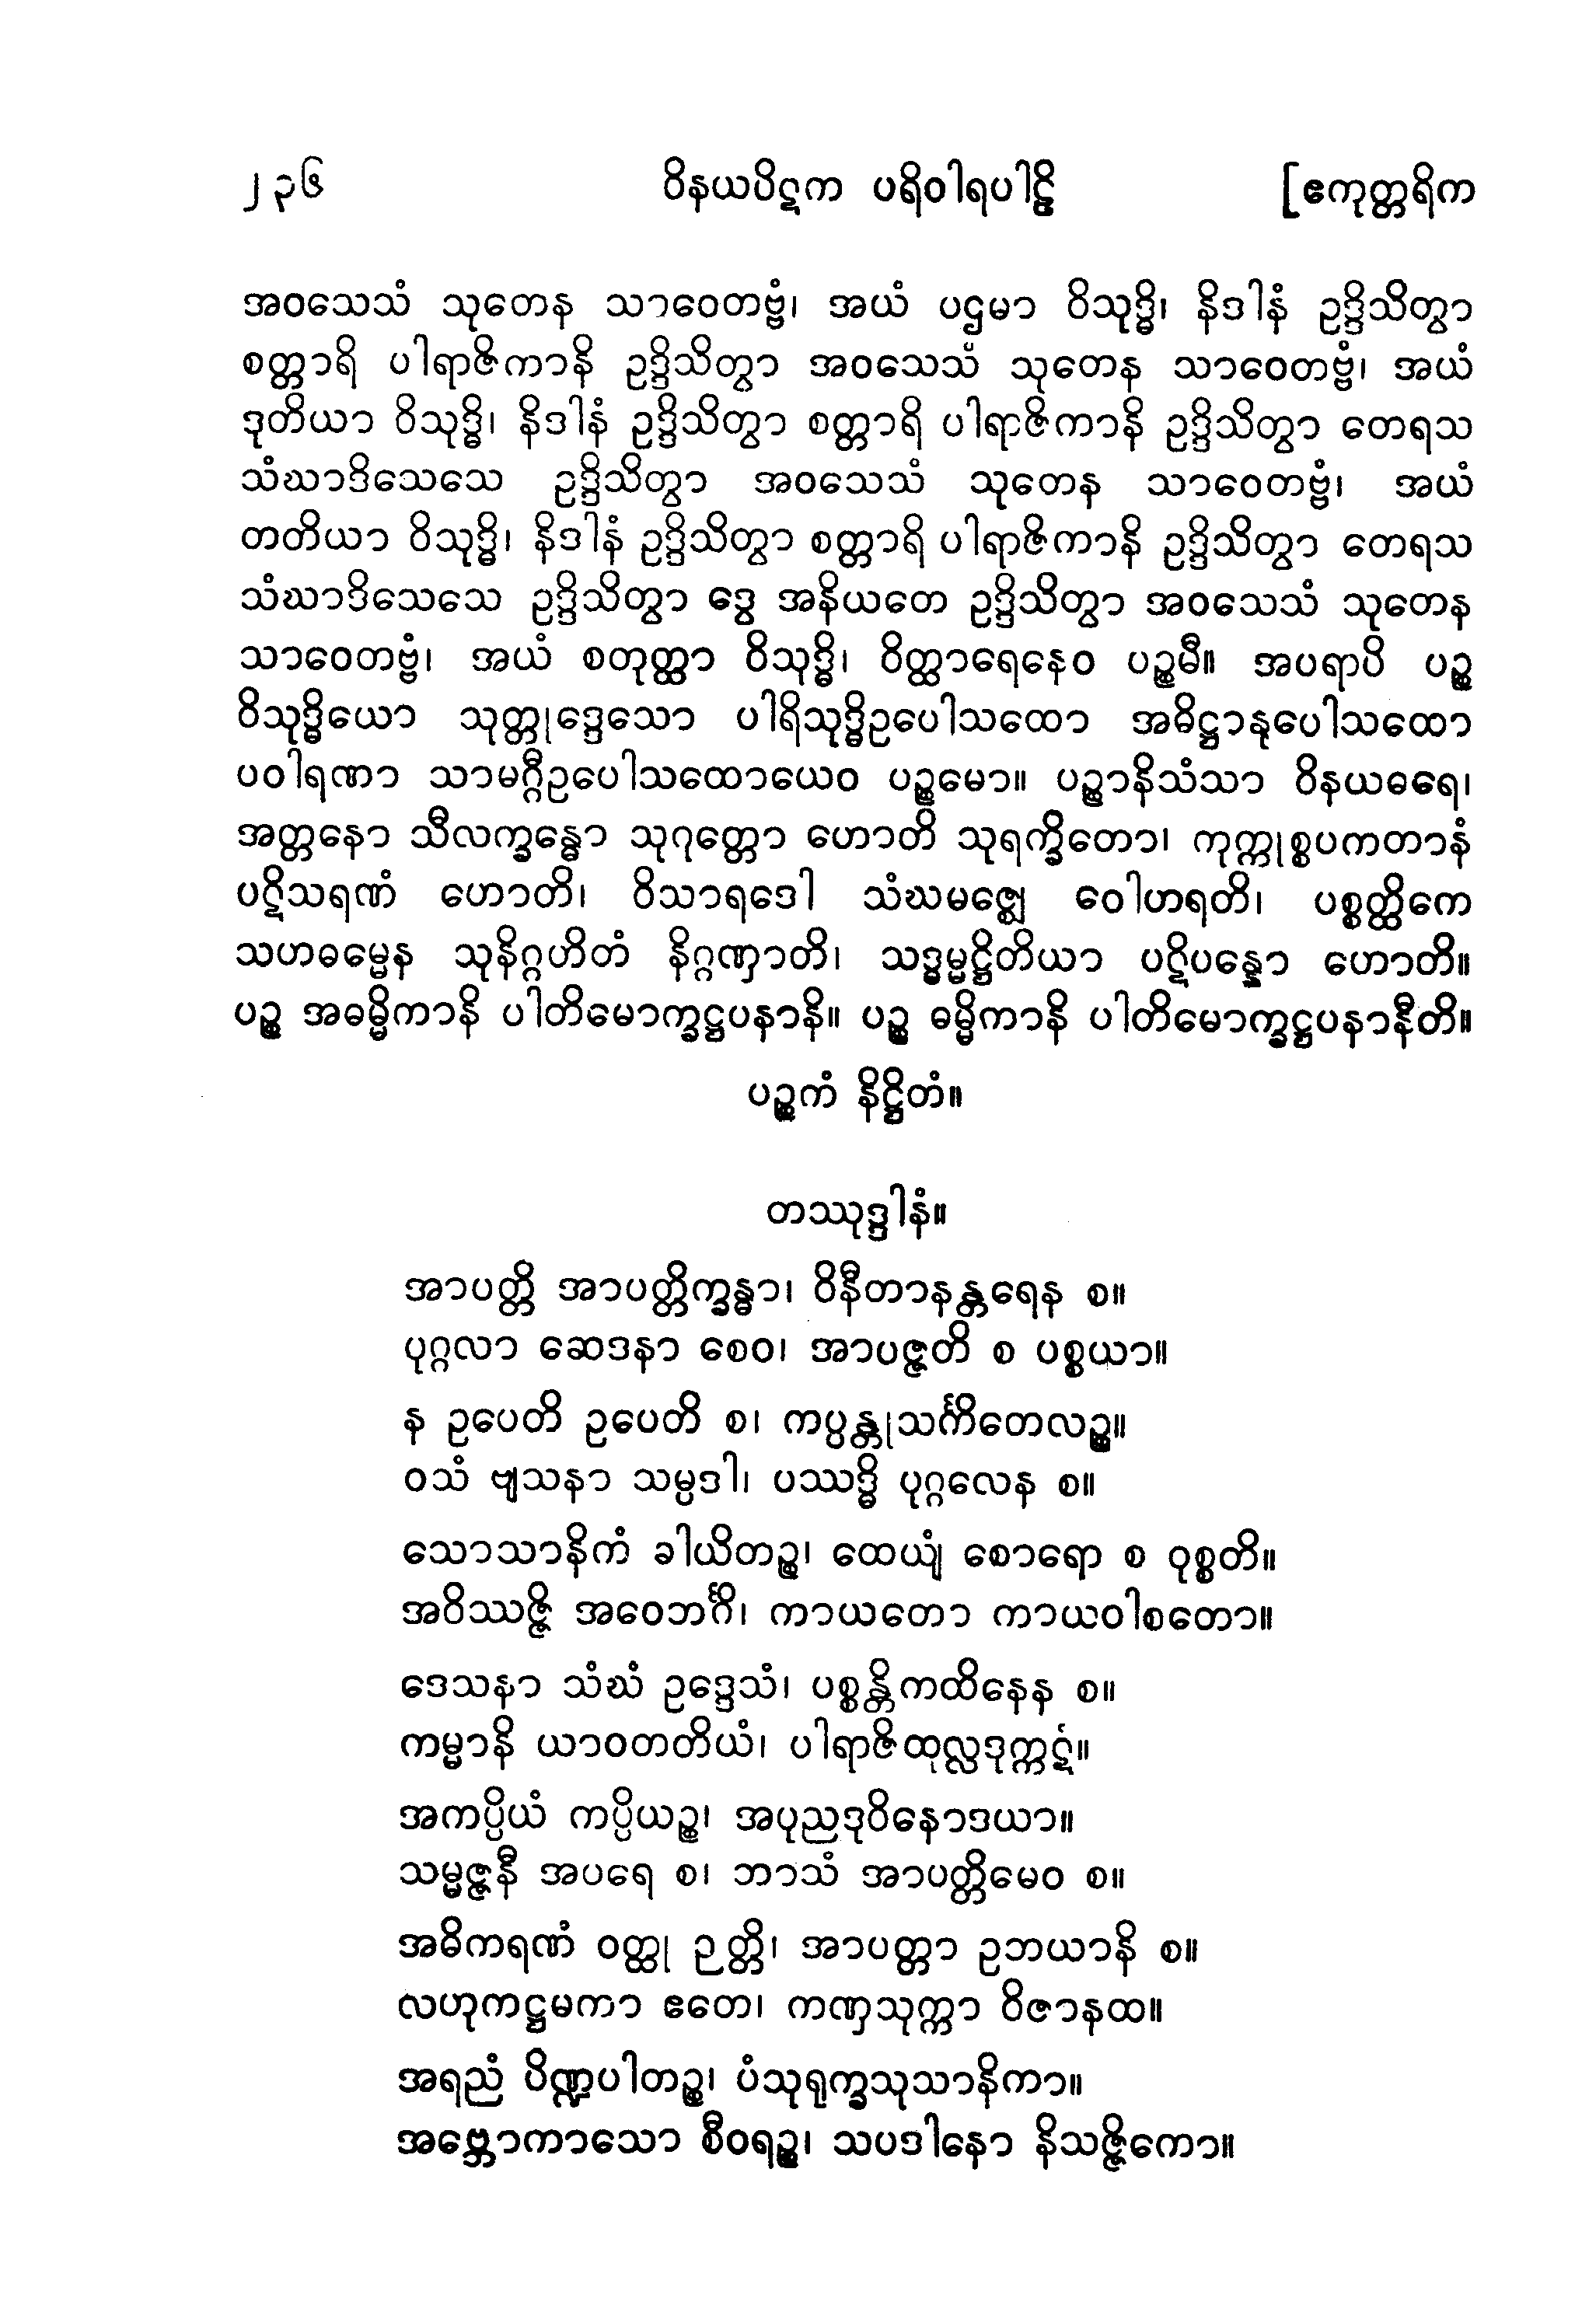 ၂၃၆ ဝိနယပိဋက ပရိဝါရပါဠိ [ဧကုတ္တရိက
အဝသေသံ သုတေန သာဝေတဗ္ဗံ၊ အယံ ပဌမာ ဝိသုဒ္ဓိ၊ နိဒါနံ ဥဒ္ဒိသိတွာ
စတ္တာရိ ပါရာဇိကာနိ ဥဒ္ဒိသိတွာ အဝသေသံ သုတေန သာဝေတဗ္ဗံ၊ အယံ
ဒုတိယာ ဝိသုဒ္ဓိ၊ နိဒါနံ ဥဒ္ဒိသိတွာ စတ္တာရိ ပါရာဇိကာနိ ဥဒ္ဒိသိတွာ တေရသ
သံဃာဒိသေသေ ဥဒ္ဒိသိတွာ အဝသေသံ သုတေန သာဝေတဗ္ဗံ၊ အယံ
တတိယာ ဝိသုဒ္ဓိ၊ နိဒါနံ ဥဒ္ဒိသိတွာ စတ္တာရိ ပါရာဇိကာနိ ဥဒ္ဒိသိတွာ တေရသ
သံဃာဒိသေသေ ဥဒ္ဒိသိတွာ ဒွေ အနိယတေ ဥဒ္ဒိသိတွာ အဝသေသံ သုတေန
သာဝေတဗ္ဗံ၊ အယံ စတုတ္ထာ ဝိသုဒ္ဓိ၊ ဝိတ္ထာရေနေဝ ပဉ္စမီ။ အပရာပိ ပဉ္စ
ဝိသုဒ္ဓိယော သုတ္တုဒ္ဒေသော ပါရိသုဒ္ဓိဥပေါသထော အဓိဋ္ဌာနုပေါသထော
ပဝါရဏာ သာမဂ္ဂီဥပေါသထောယေဝ ပဉ္စမော။ ပဉ္စာနိသံသာ ဝိနယဓရေ၊
အတ္တနော သီလက္ခန္ဓော သုဂုတ္တော ဟောတိ သုရက္ခိတော၊ ကုက္ကုစ္စပကတာနံ
ပဋိသရဏံ ဟောတိ၊ ဝိသာရဒေါ သံဃမဇ္ဈေ ဝေါဟရတိ၊ ပစ္စတ္ထိကေ
သဟဓမ္မေန သုနိဂ္ဂဟိတံ နိဂ္ဂဏှာတိ၊ သဒ္ဓမ္မဋ္ဌိတိယာ ပဋိပန္နော ဟောတိ။
ပဉ္စ အဓမ္မိကာနိ ပါတိမောက္ခဋ္ဌပနာနိ။ ပဉ္စ ဓမ္မိကာနိ ပါတိမောက္ခဋ္ဌပနာနီတိ။
ပဉ္စကံ နိဋ္ဌိတံ။
တဿုဒ္ဒါနံ။
အာပတ္တိ အာပတ္တိက္ခန္ဓာ၊ ဝိနီတာနန္တရေန စ။
ပုဂ္ဂလာ ဆေဒနာ စေဝ၊ အာပဇ္ဇတိ စ ပစ္စယာ။
န ဥပေတိ ဥပေတိ စ၊ ကပ္ပန္တုသင်္ကိတေလဉ္စ။
ဝသံ ဗျသနာ သမ္ပဒါ၊ ပဿဒ္ဓိ ပုဂ္ဂလေန စ။
သောသာနိကံ ခါယိတဉ္စ၊ ထေယျံ စောရော စ ဝုစ္စတိ။
အဝိဿဇ္ဇိ အဝေဘင်္ဂိ၊ ကာယတော ကာယဝါစတော။
ဒေသနာ သံဃံ ဥဒ္ဒေသံ၊ ပစ္စန္တိကထိနေန စ။
ကမ္မာနိ ယာဝတတိယံ၊ ပါရာဇိထုလ္လဒုက္ကဋံ။
အကပ္ပိယံ ကပ္ပိယဉ္စ၊ အပုညဒုဝိနောဒယာ။
သမ္မဇ္ဇနီ အပရေ စ၊ ဘာသံ အာပတ္တိမေဝ စ။
အဓိကရဏံ ဝတ္ထု ဉတ္တိ၊ အာပတ္တာ ဥဘယာနိ စ။
လဟုကဋ္ဌမကာ ဧတေ၊ ကဏှသုက္ကာ ဝိဇာနထ။
အရညံ ပိဏ္ဍပါတဉ္စ၊ ပံသုရုက္ခသုသာနိကာ။
အဗ္ဘောကာသော စီဝရဉ္စ၊ သပဒါနော နိသဇ္ဇိကော။